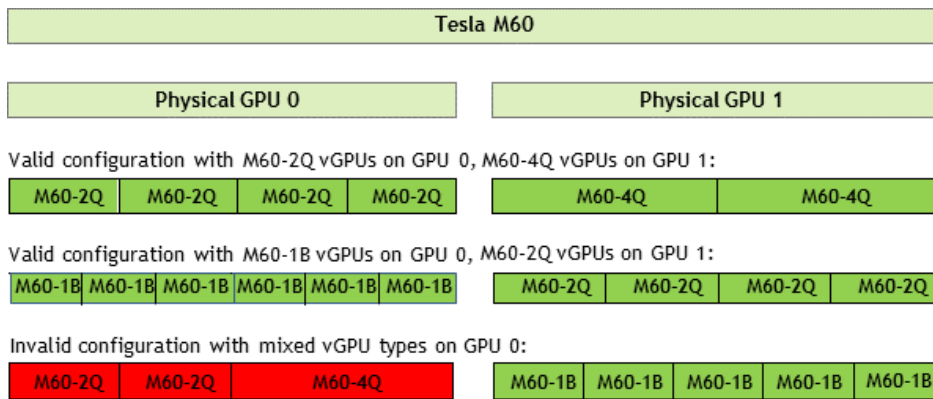 Tesla M60
Physical GPU 0 Physical GPU 1
Valid configuration with M60-2Q vGPUs on GPU 0, M60-4Q vGPUs on GPU 1:
M60-2Q M60-2Q M60-2Q M60-2Q M60-4Q M60-4Q
Valid configuration with M60-1B vGPUs on GPU 0, M60-2Q vGPUs on GPU 1:
M60-1B M60-1B M60-1B M60-1B M60-1B M60-1B M60-2Q M60-2Q M60-2Q M60-2Q
Invalid configuration with mixed vGPU types on GPU 0:
M60-2Q M60-2Q M60-4Q M60-1B M60-1B M60-1B M60-1B M60-1B